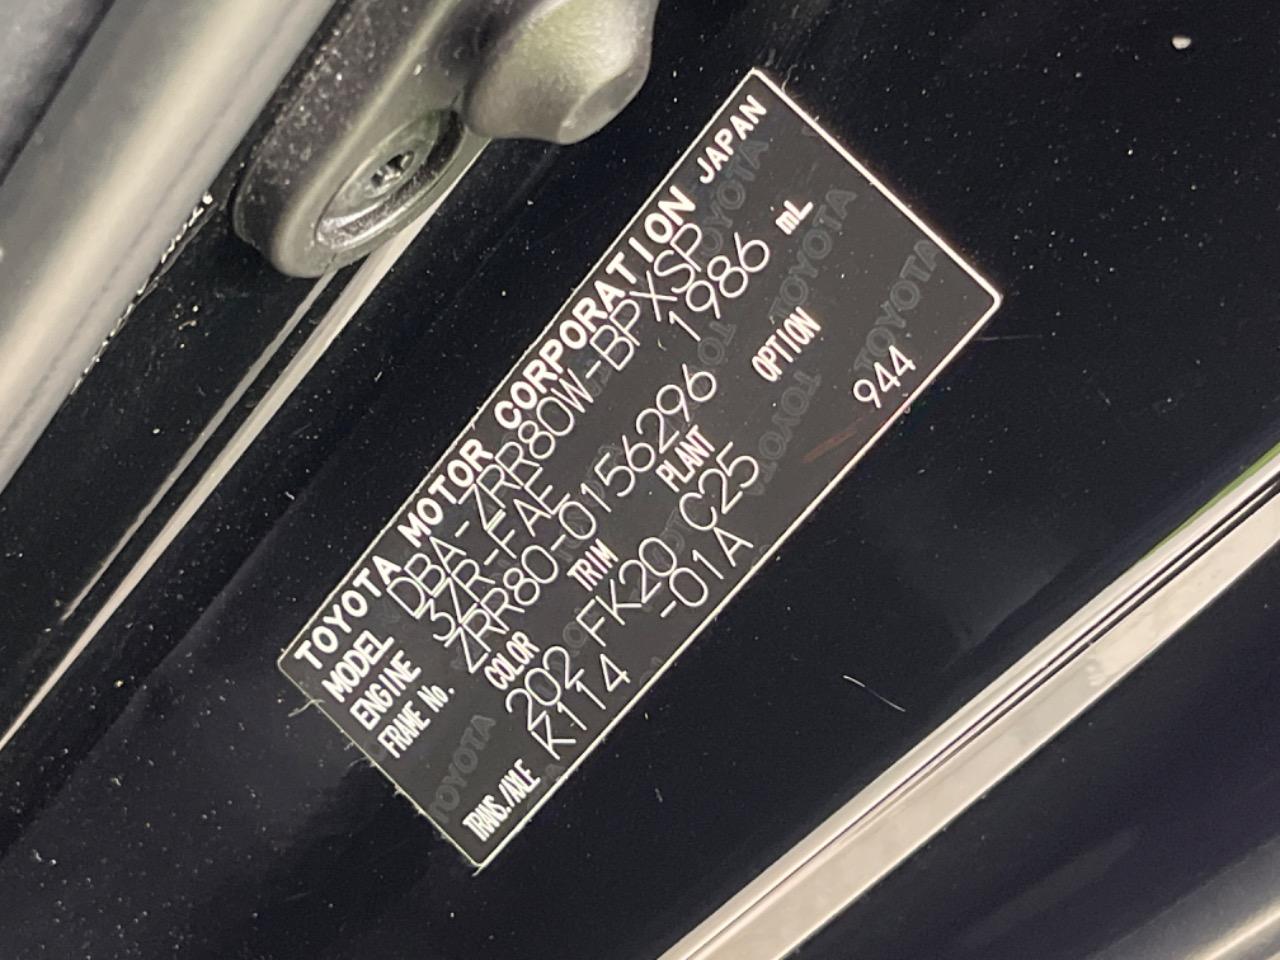 TOYOTA MOTOR CORPORATION JAPAN
MODEL DBA-ZRR80W-BPXSP
ENGINE 3ZR-FAE 1986 mL
FRAME No. ZRR80-0156296
COLOR TRIM PLANT OPTION
202 FK20 C25
TRANS./AXLE K114 -01A
944